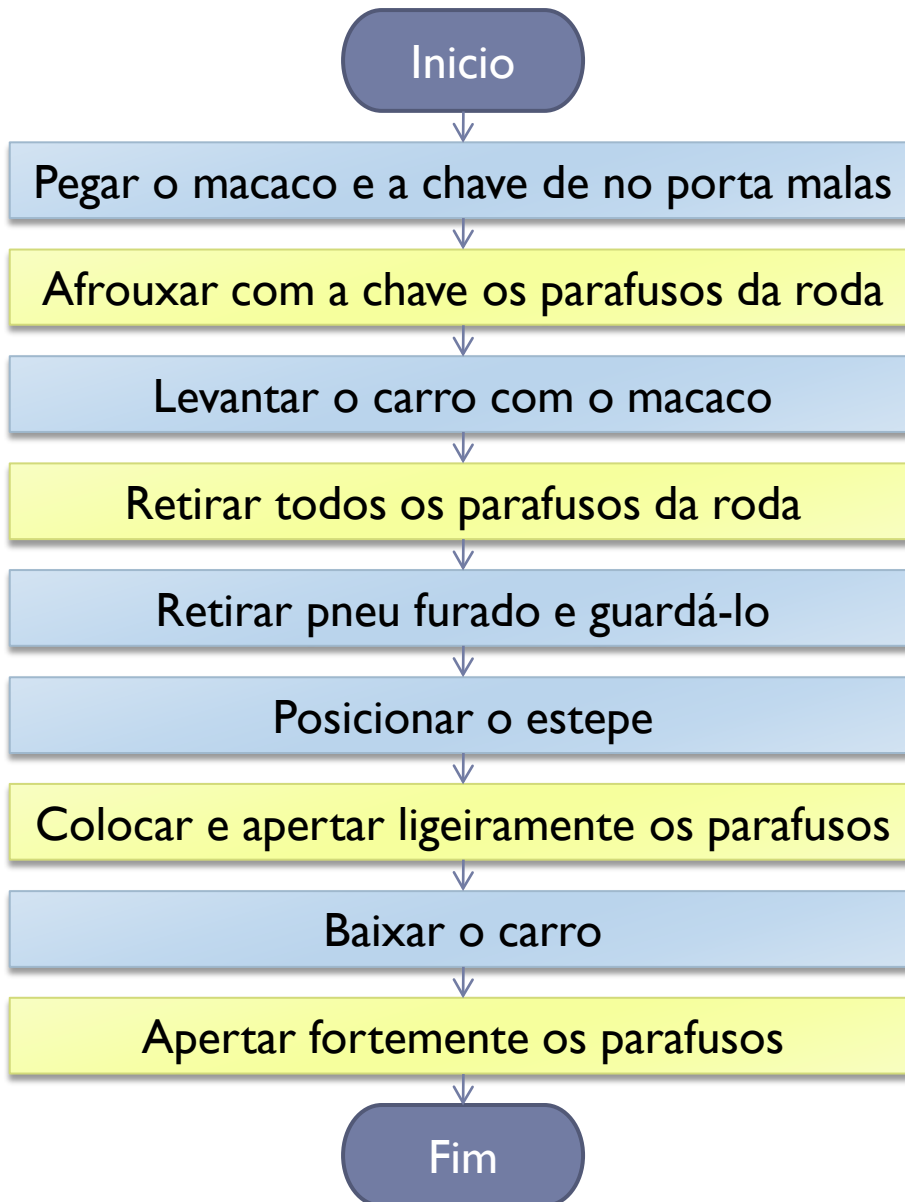 Inicio
Pegar o macaco e a chave de no porta malas
Afrouxar com a chave os parafusos da roda
Levantar o carro com o macaco
Retirar todos os parafusos da roda
Retirar pneu furado e guardá-lo
Posicionar o estepe
Colocar e apertar ligeiramente os parafusos
Baixar o carro
Apertar fortemente os parafusos
Fim